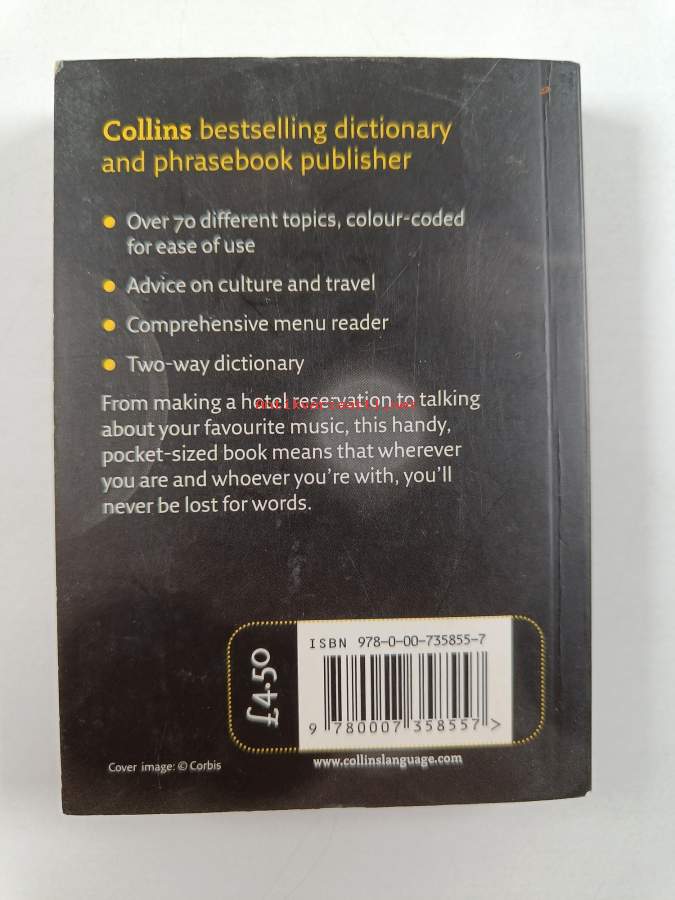 Collins bestselling dictionary
and phrasebook publisher
• Over 70 different topics, colour-coded
for ease of use
• Advice on culture and travel
• Comprehensive menu reader
• Two-way dictionary
From making a hotel reservation to talking
about your favourite music, this handy,
pocket-sized book means that wherever
you are and whoever you're with, you'll
never be lost for words.
£4.50
ISBN 978-0-00-735855-7
9 780007 358557 >
Cover image: © Corbis
www.collinslanguage.com